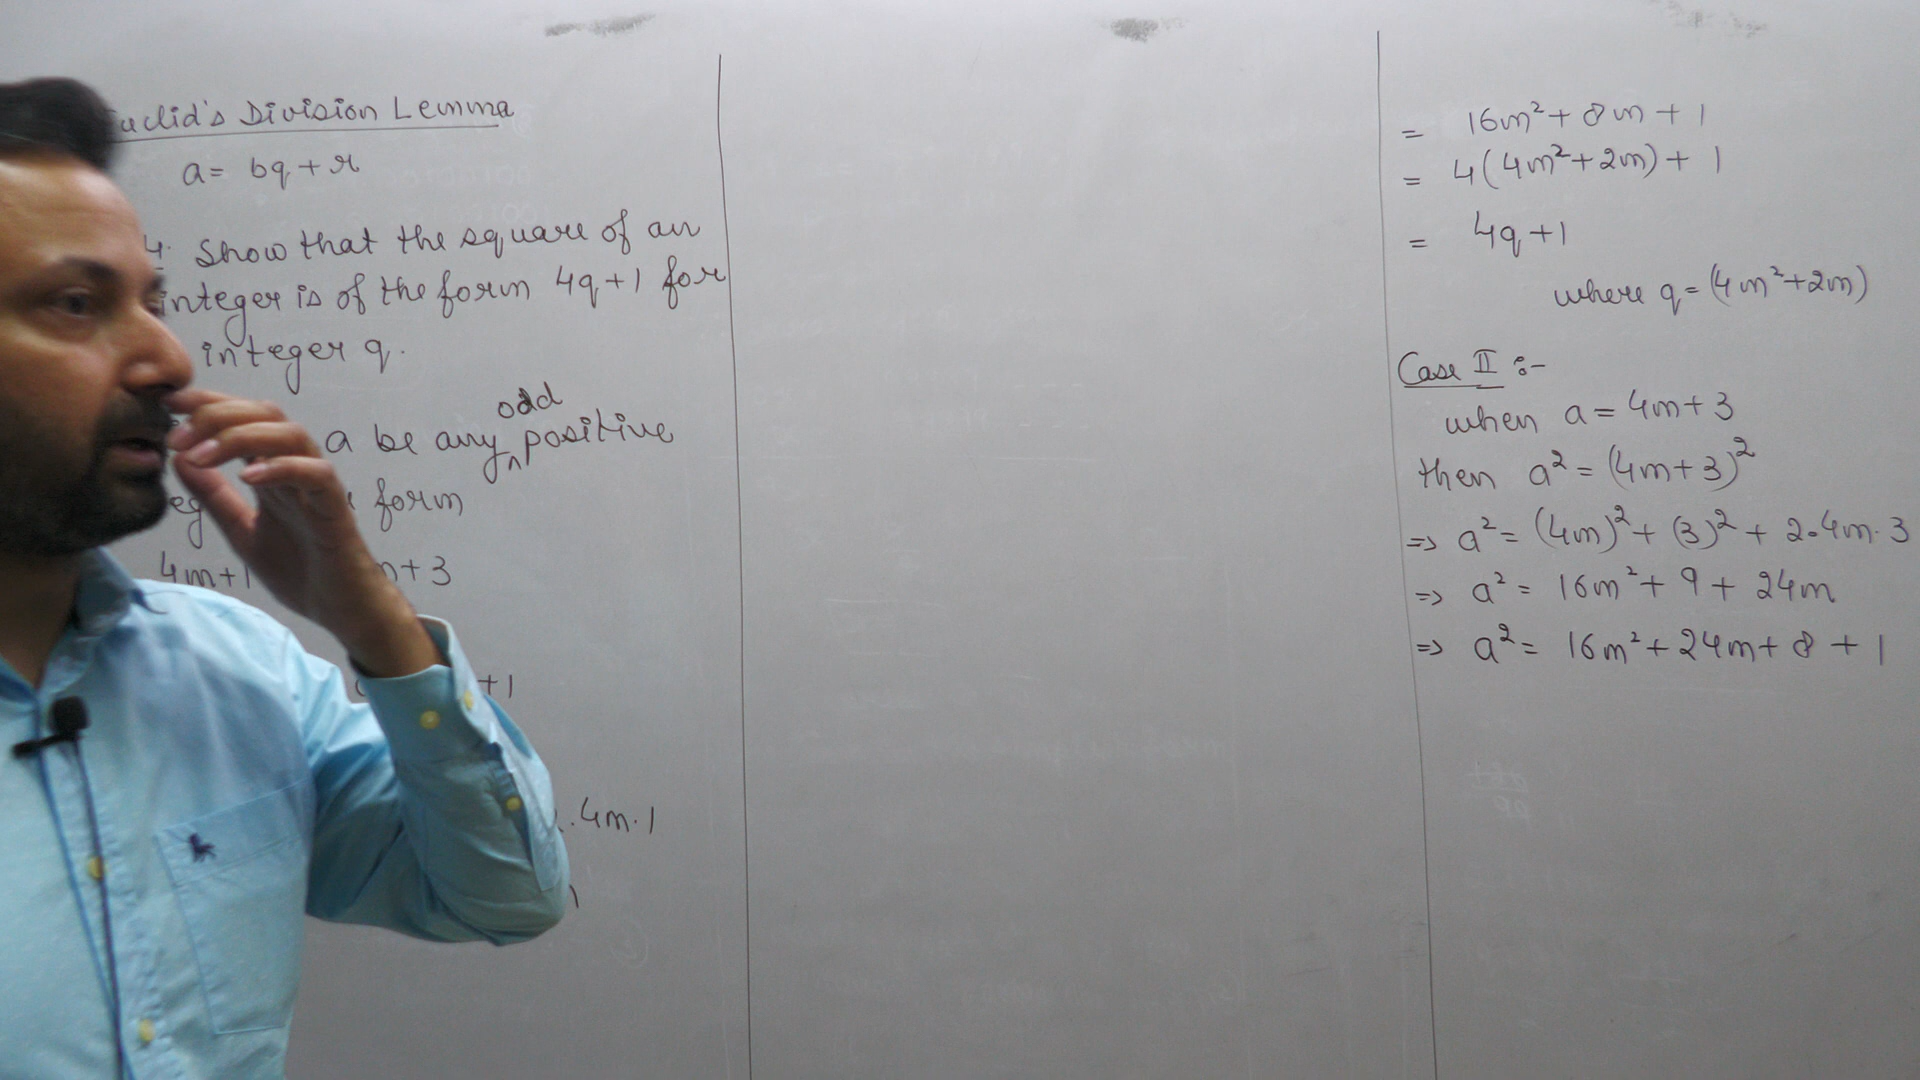 Euclid's Division Lemma
a = bq + r
4. Show that the square of an
integer is of the form 4q+1 for
integer q.
odd
a be any ^ positive
form
4m+1 +3
+1
.4m.1
= 16m² + 8m + 1
= 4(4m² + 2m) + 1
= 4q + 1
where q = (4m² + 2m)
Case II :-
when a = 4m + 3
then a² = (4m + 3)²
⇒ a² = (4m)² + (3)² + 2.4m.3
⇒ a² = 16m² + 9 + 24m
⇒ a² = 16m² + 24m + 8 + 1